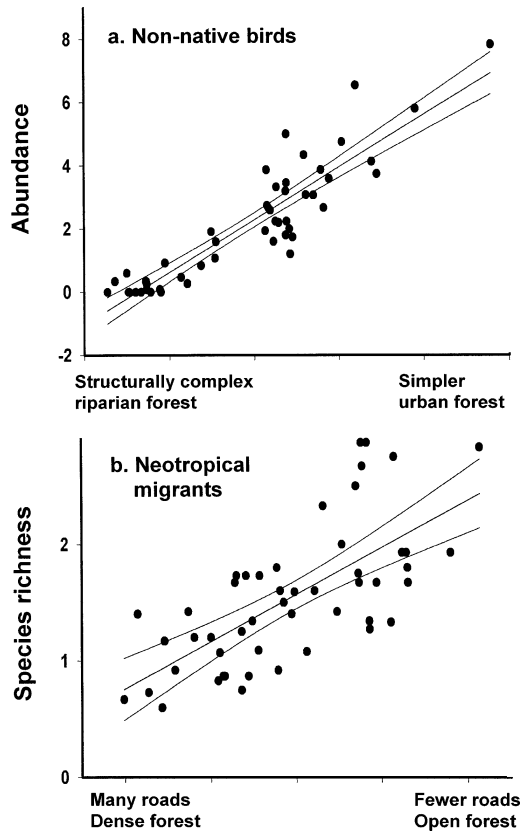 a. Non-native birds
8
6
4
2
0
-2
Abundance
Structurally complex
riparian forest
Simpler
urban forest
b. Neotropical
migrants
2
1
0
Species richness
Many roads
Dense forest
Fewer roads
Open forest